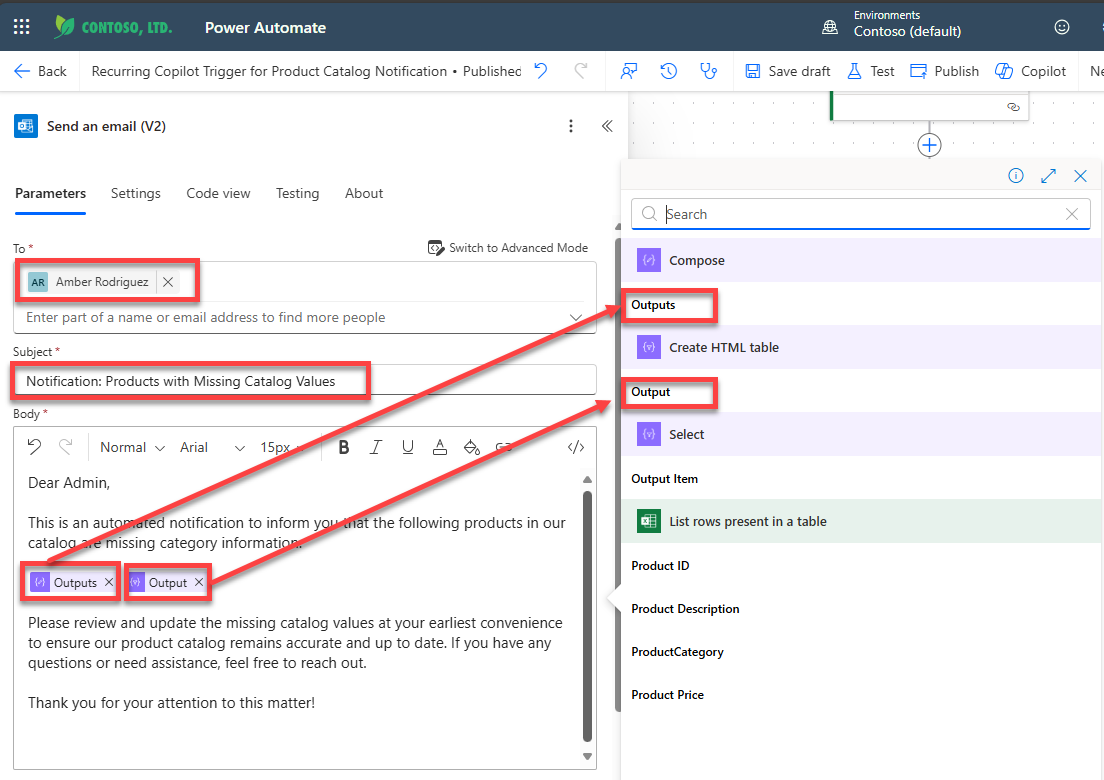 CONTOSO, LTD.
Power Automate
Environments
Contoso (default)
Back
Recurring Copilot Trigger for Product Catalog Notification • Published
Save draft
Test
Publish
Copilot
Send an email (V2)
Parameters
Settings
Code view
Testing
About
To *
Switch to Advanced Mode
AR
Amber Rodriguez
Enter part of a name or email address to find more people
Subject *
Notification: Products with Missing Catalog Values
Body *
Normal
Arial
15px
B I U A </>
Dear Admin,
This is an automated notification to inform you that the following products in our
catalog are missing category information.
Outputs
Output
Please review and update the missing catalog values at your earliest convenience
to ensure our product catalog remains accurate and up to date. If you have any
questions or need assistance, feel free to reach out.
Thank you for your attention to this matter!
Search
Compose
Outputs
Create HTML table
Output
Select
Output Item
List rows present in a table
Product ID
Product Description
ProductCategory
Product Price